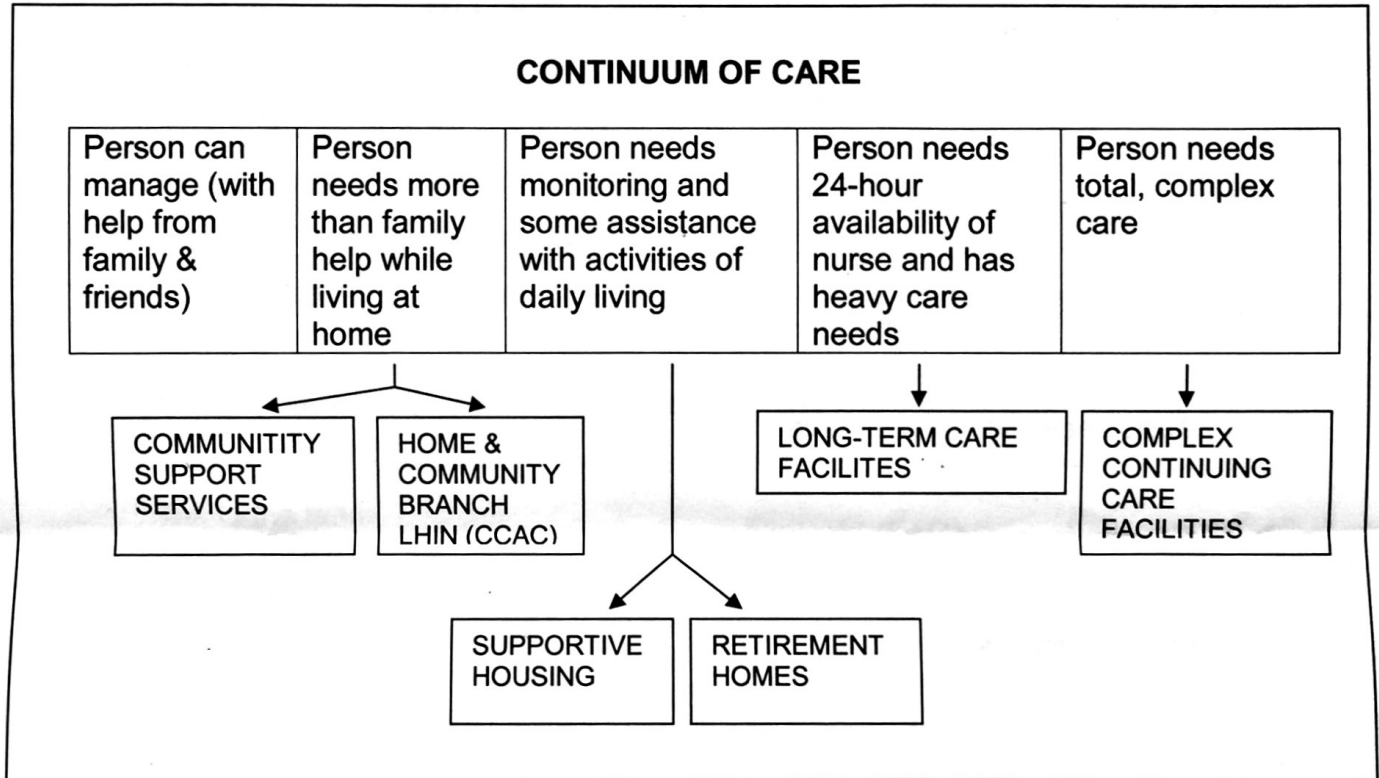 CONTINUUM OF CARE
Person can
manage (with
help from
family &
friends)
Person
needs more
than family
help while
living at
home
Person needs
monitoring and
some assistance
with activities of
daily living
Person needs
24-hour
availability of
nurse and has
heavy care
needs
Person needs
total, complex
care
COMMUNITITY
SUPPORT
SERVICES
HOME &
COMMUNITY
BRANCH
LHIN (CCAC)
LONG-TERM CARE
FACILITES
COMPLEX
CONTINUING
CARE
FACILITIES
SUPPORTIVE
HOUSING
RETIREMENT
HOMES